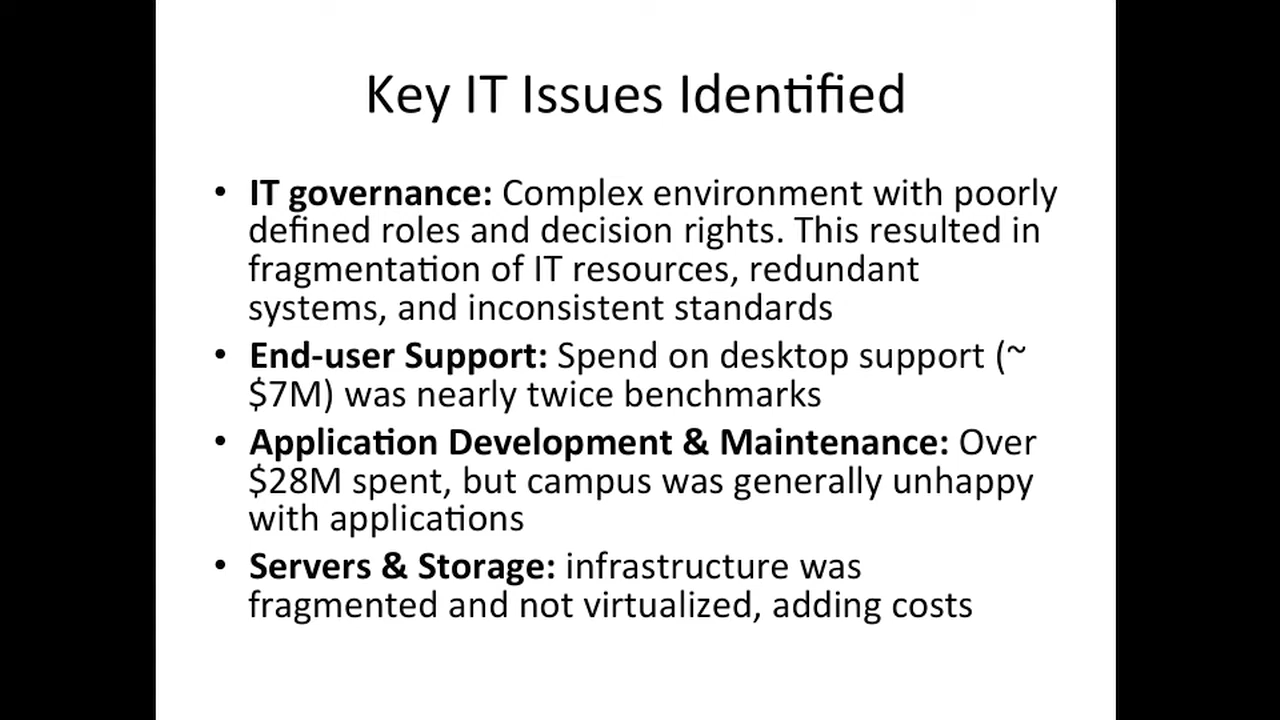 Key IT Issues Identified
• IT governance: Complex environment with poorly
defined roles and decision rights. This resulted in
fragmentation of IT resources, redundant
systems, and inconsistent standards
• End-user Support: Spend on desktop support (~
$7M) was nearly twice benchmarks
• Application Development & Maintenance: Over
$28M spent, but campus was generally unhappy
with applications
• Servers & Storage: infrastructure was
fragmented and not virtualized, adding costs